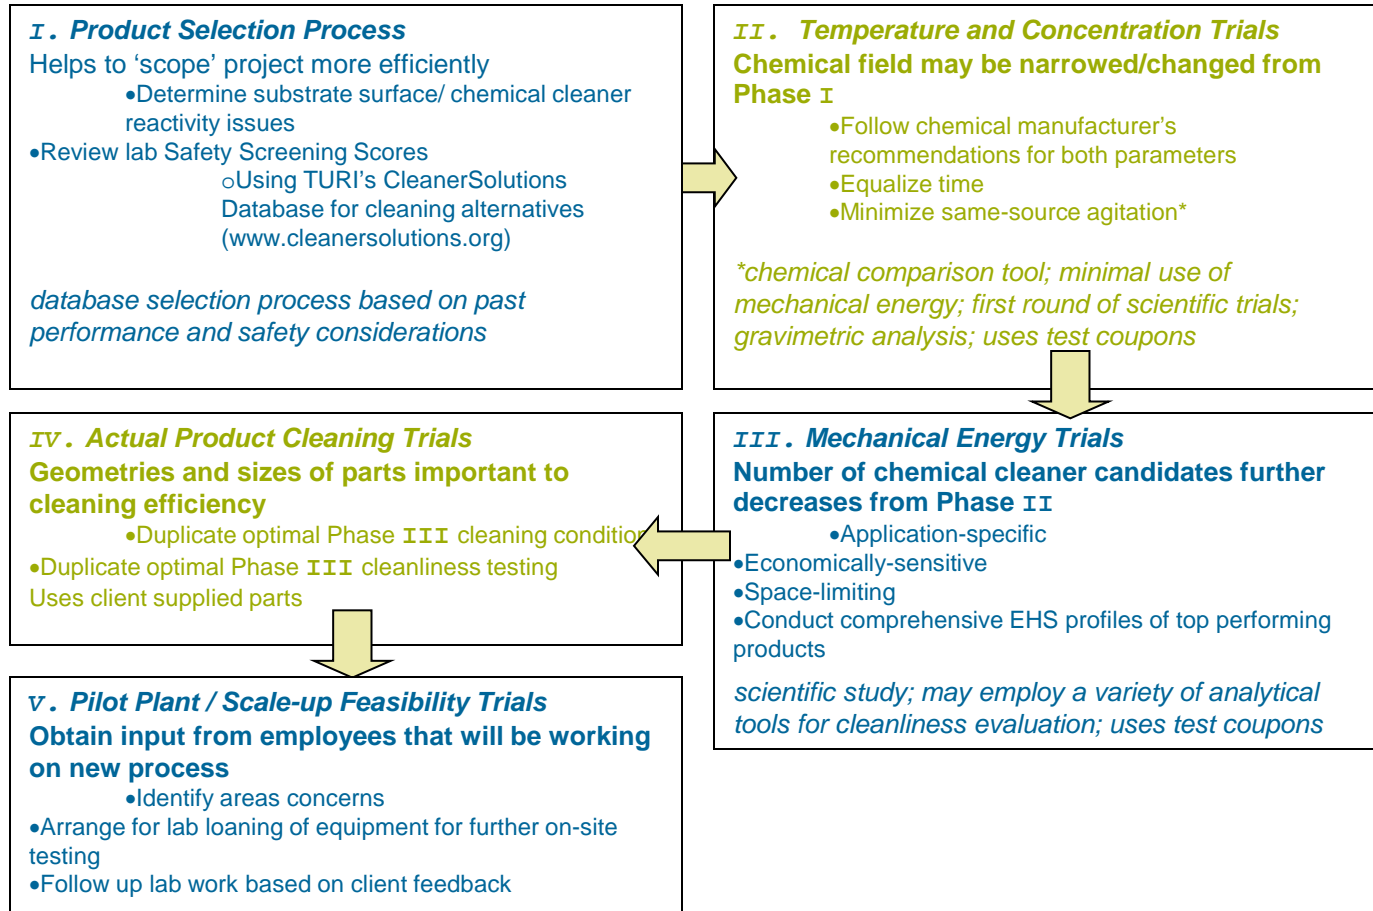 I. Product Selection Process
Helps to ‘scope’ project more efficiently
•Determine substrate surface/ chemical cleaner
reactivity issues
•Review lab Safety Screening Scores
oUsing TURI’s CleanerSolutions
Database for cleaning alternatives
(www.cleanersolutions.org)
database selection process based on past
performance and safety considerations
II. Temperature and Concentration Trials
Chemical field may be narrowed/changed from
Phase I
•Follow chemical manufacturer’s
recommendations for both parameters
•Equalize time
•Minimize same-source agitation*
*chemical comparison tool; minimal use of
mechanical energy; first round of scientific trials;
gravimetric analysis; uses test coupons
III. Mechanical Energy Trials
Number of chemical cleaner candidates further
decreases from Phase II
•Application-specific
•Economically-sensitive
•Space-limiting
•Conduct comprehensive EHS profiles of top performing
products
scientific study; may employ a variety of analytical
tools for cleanliness evaluation; uses test coupons
IV. Actual Product Cleaning Trials
Geometries and sizes of parts important to
cleaning efficiency
•Duplicate optimal Phase III cleaning condition
•Duplicate optimal Phase III cleanliness testing
Uses client supplied parts
V. Pilot Plant / Scale-up Feasibility Trials
Obtain input from employees that will be working
on new process
•Identify areas concerns
•Arrange for lab loaning of equipment for further on-site
testing
•Follow up lab work based on client feedback